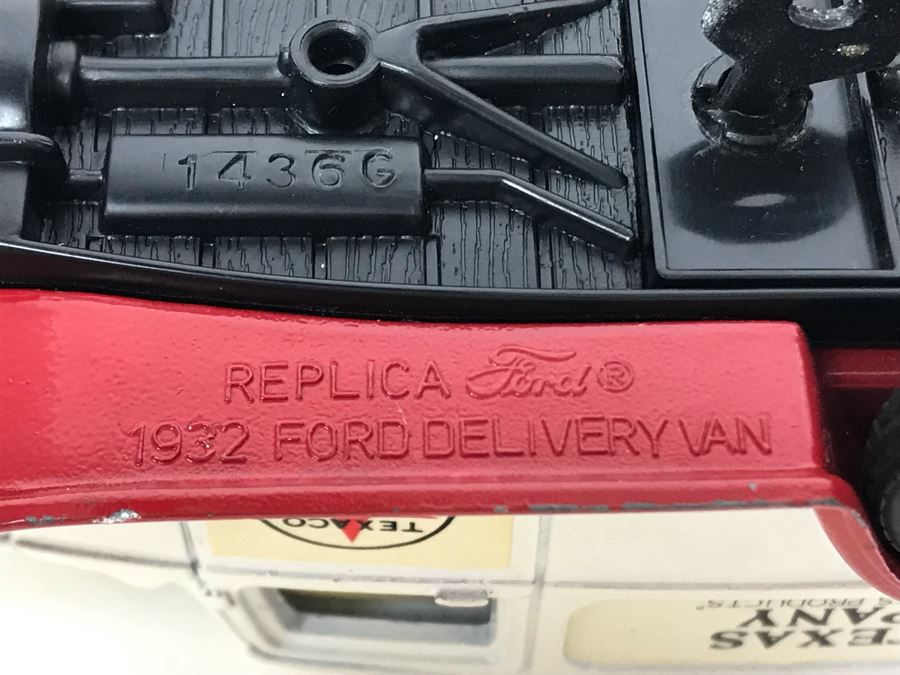 1436G
REPLICA Ford®
1932 FORD DELIVERY VAN
TEXACO
TEXAS
PANY
PRODUCTS